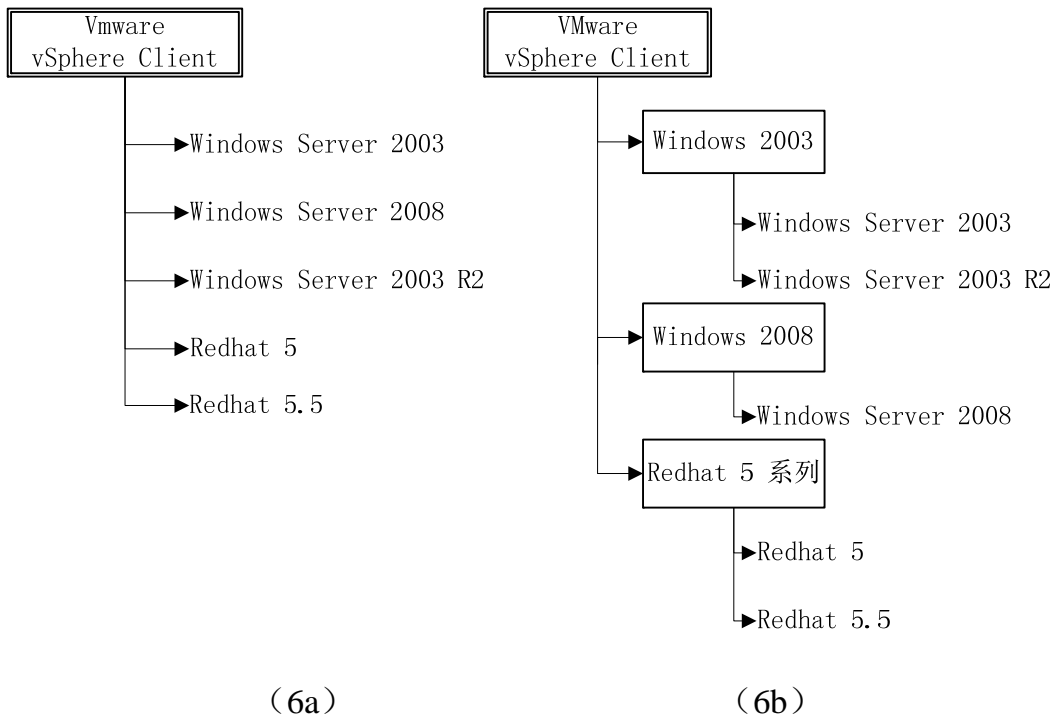 Vmware
vSphere Client
Windows Server 2003
Windows Server 2008
Windows Server 2003 R2
Redhat 5
Redhat 5.5
（6a）
VMware
vSphere Client
Windows 2003
Windows Server 2003
Windows Server 2003 R2
Windows 2008
Windows Server 2008
Redhat 5 系列
Redhat 5
Redhat 5.5
（6b）